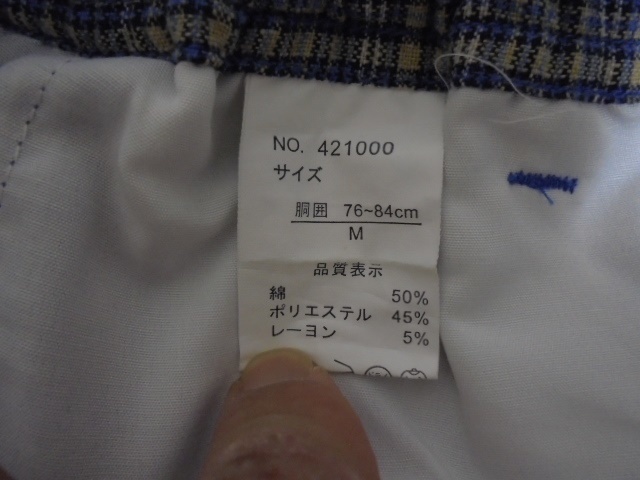 NO. 421000
サイズ
胴囲 76~84cm
M
品質表示
綿 50%
ポリエステル 45%
レーヨン 5%